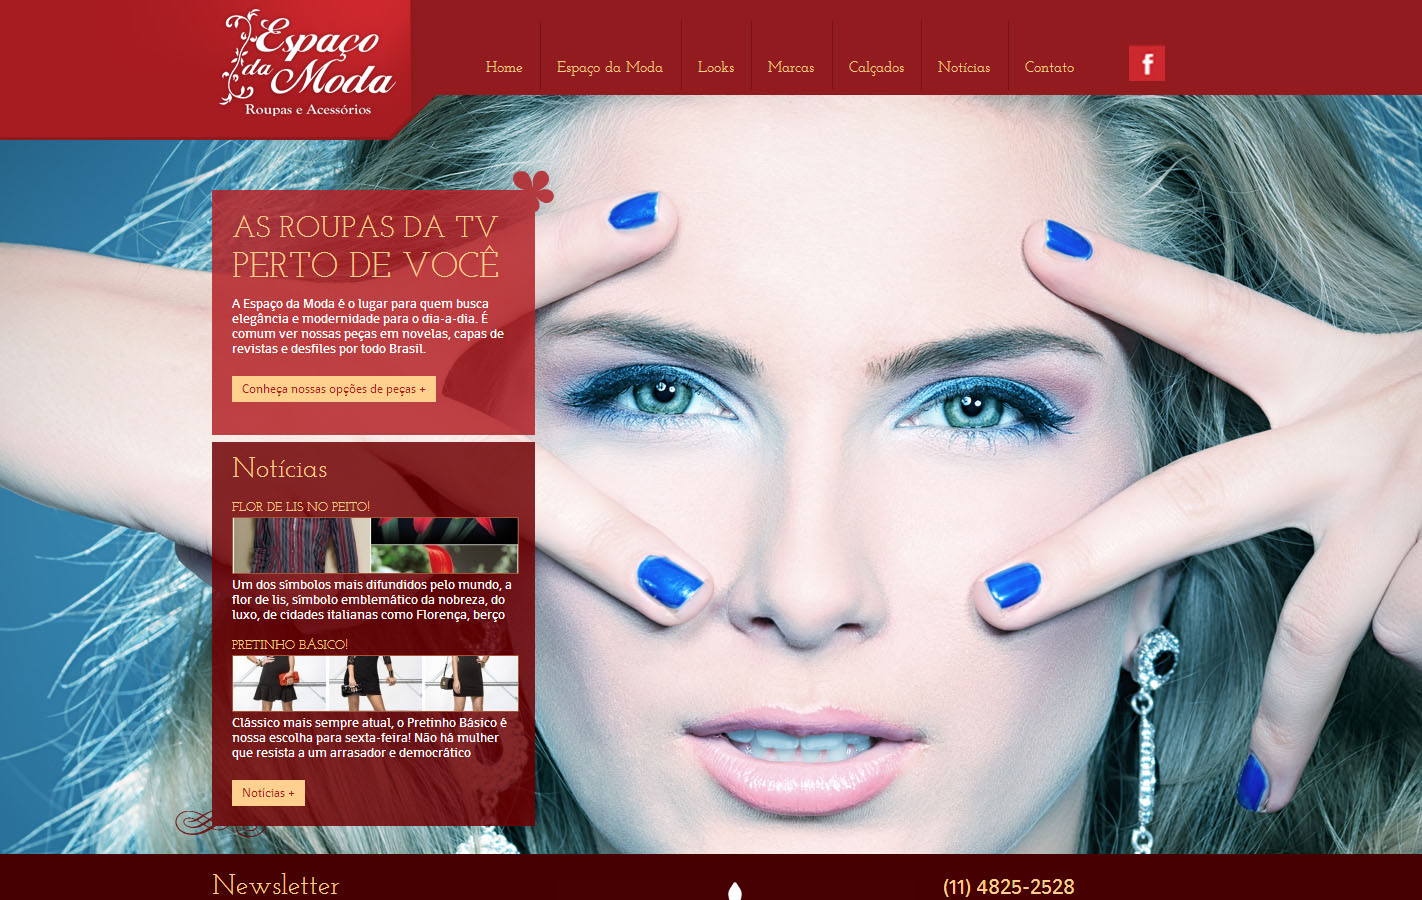 Espaço
da Moda
Roupas e Acessórios
Home
Espaço da Moda
Looks
Marcas
Calçados
Notícias
Contato
f
AS ROUPAS DA TV
PERTO DE VOCÊ
A Espaço da Moda é o lugar para quem busca
elegância e modernidade para o dia-a-dia. É
comum ver nossas peças em novelas, capas de
revistas e desfiles por todo Brasil.
Conheça nossas opções de peças +
Notícias
FLOR DE LIS NO PEITO!
Um dos símbolos mais difundidos pelo mundo, a
flor de lis, símbolo emblemático da nobreza, do
luxo, de cidades italianas como Florença, berço
PRETINHO BÁSICO!
Clássico mais sempre atual, o Pretinho Básico é
nossa escolha para sexta-feira! Não há mulher
que resista a um arrasador e democrático
Notícias +
Newsletter
(11) 4825-2528